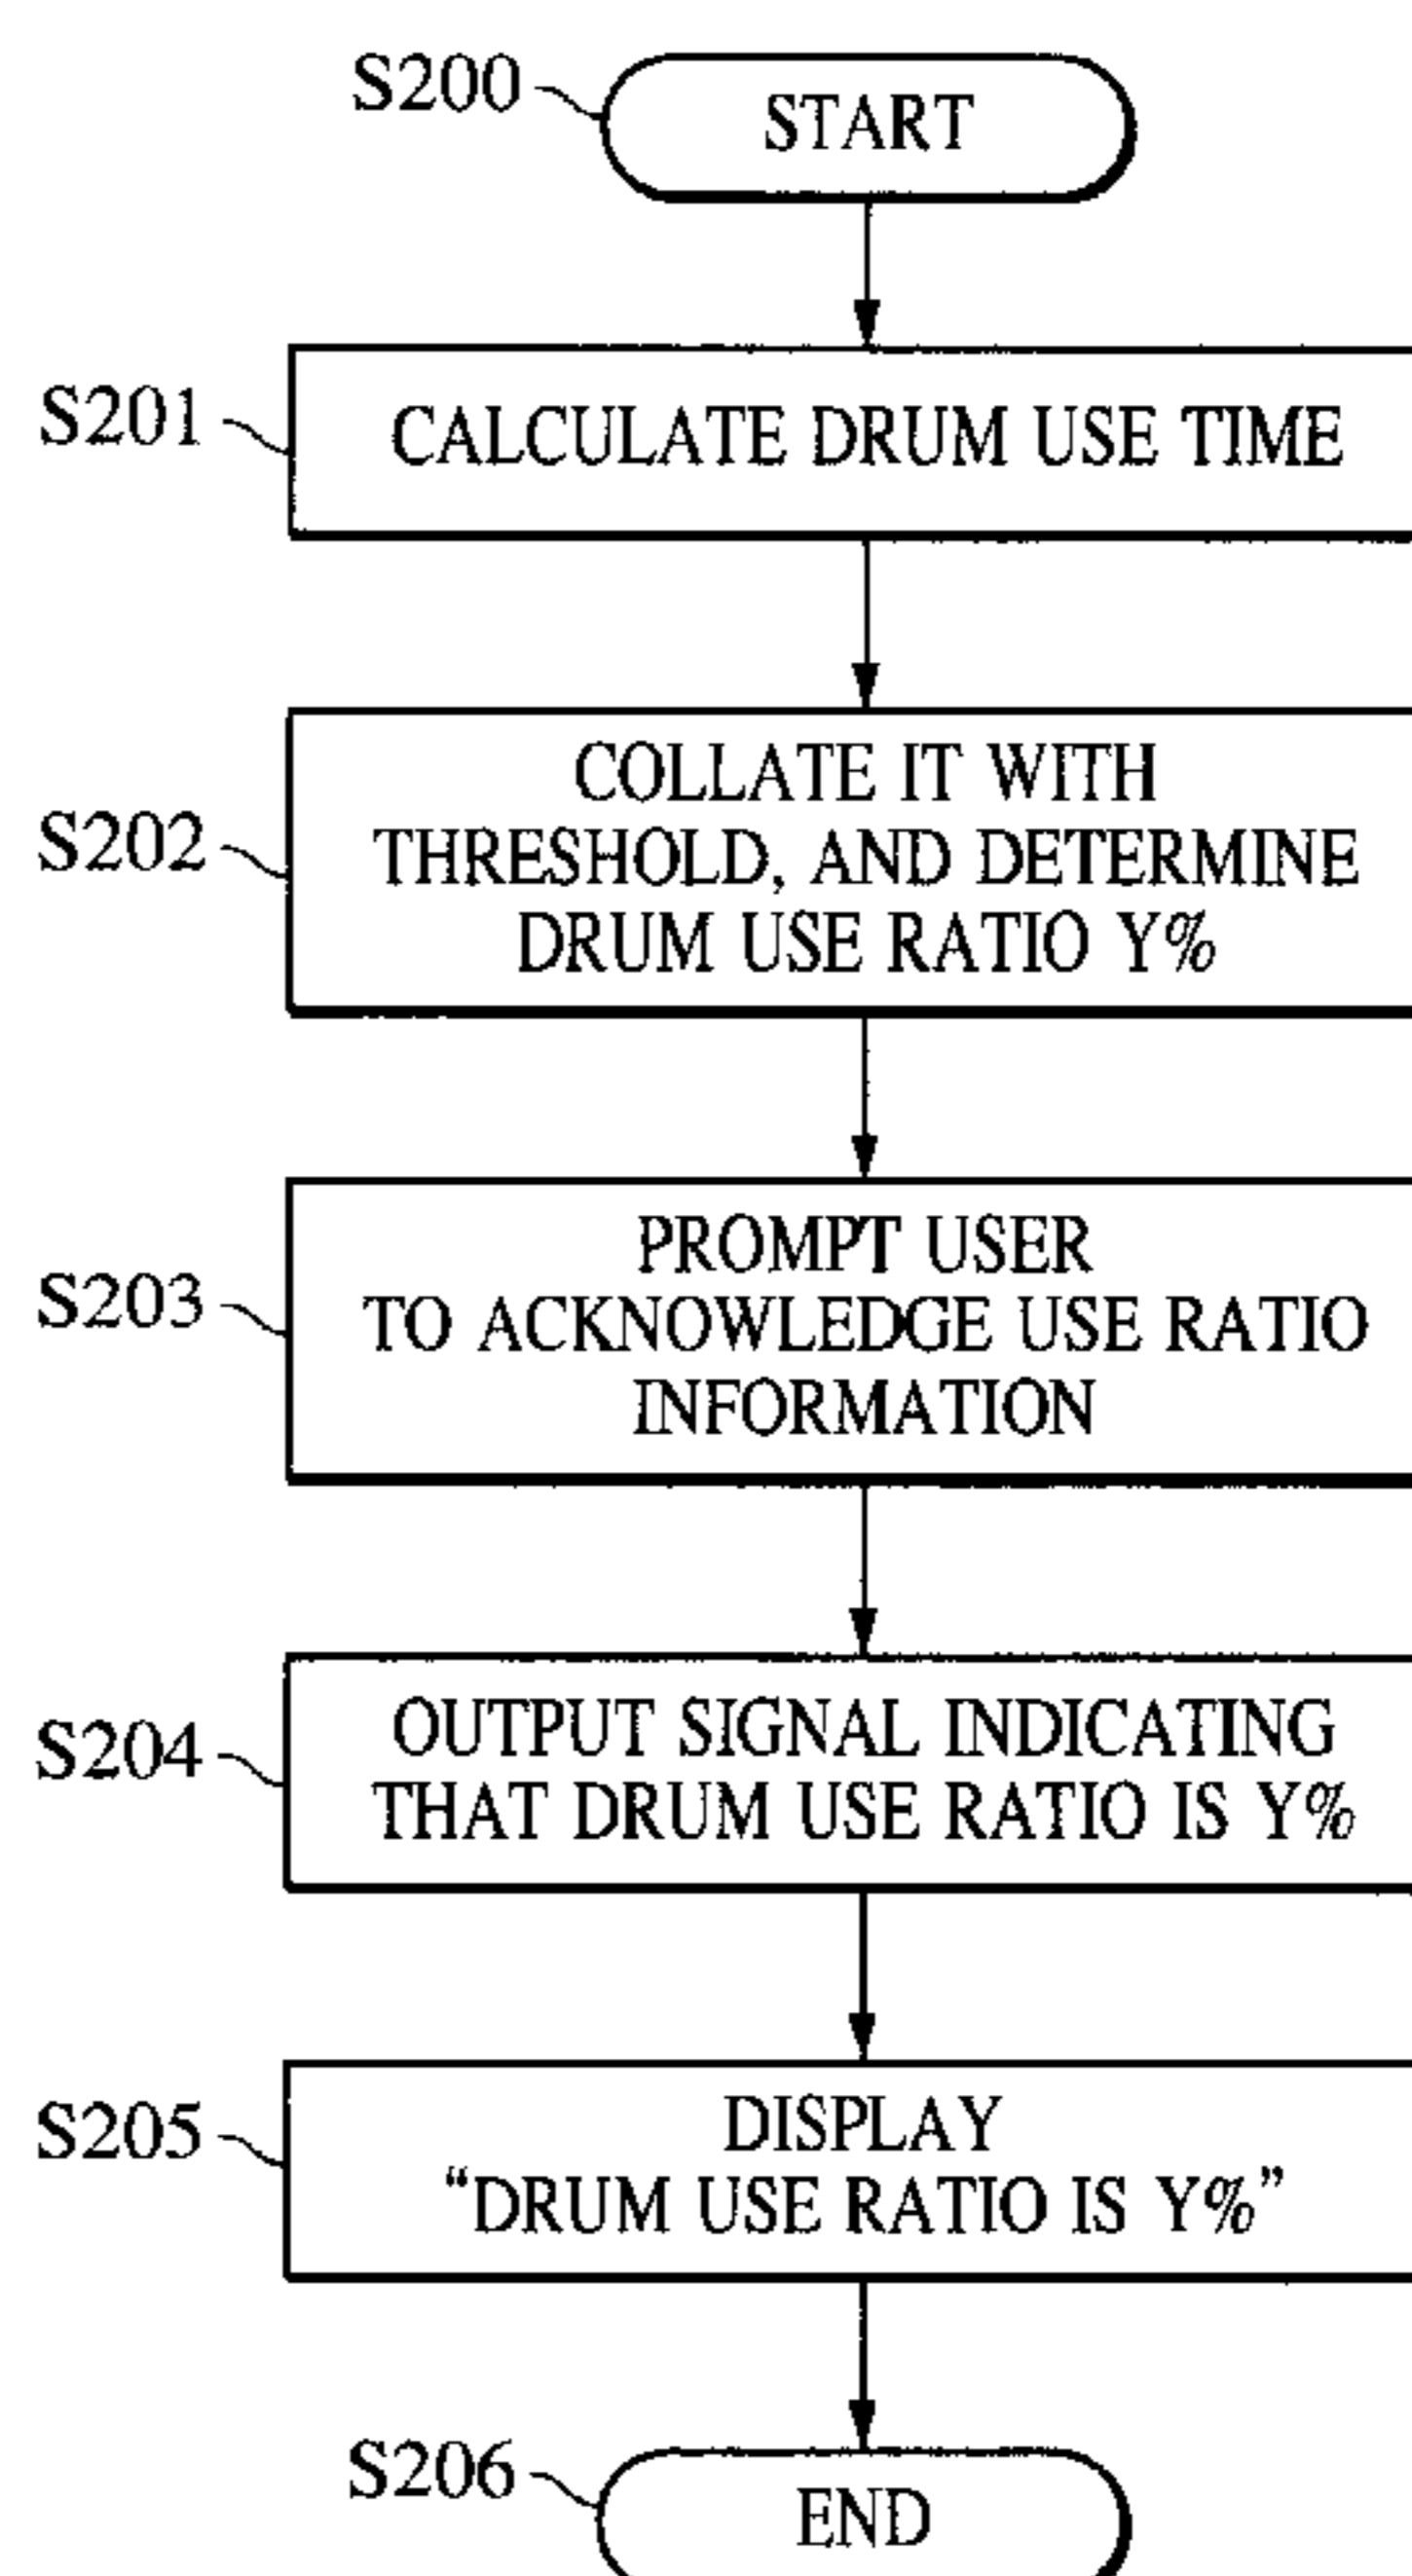 S200
START
S201
CALCULATE DRUM USE TIME
S202
COLLATE IT WITH
THRESHOLD, AND DETERMINE
DRUM USE RATIO Y%
S203
PROMPT USER
TO ACKNOWLEDGE USE RATIO
INFORMATION
S204
OUTPUT SIGNAL INDICATING
THAT DRUM USE RATIO IS Y%
S205
DISPLAY
“DRUM USE RATIO IS Y%”
S206
END